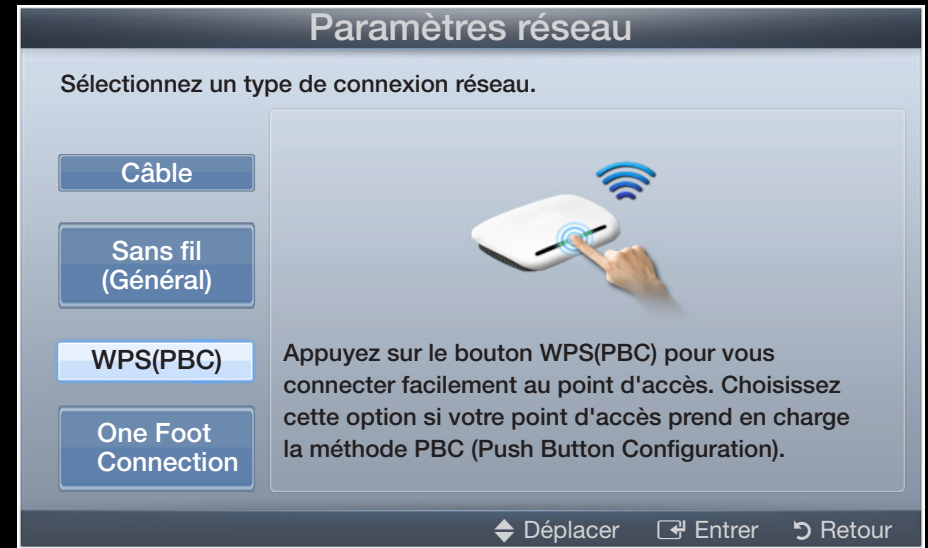 Paramètres réseau
Sélectionnez un type de connexion réseau.
Câble
Sans fil
(Général)
WPS(PBC)
One Foot
Connection
Appuyez sur le bouton WPS(PBC) pour vous
connecter facilement au point d'accès. Choisissez
cette option si votre point d'accès prend en charge
la méthode PBC (Push Button Configuration).
Déplacer Entrer Retour